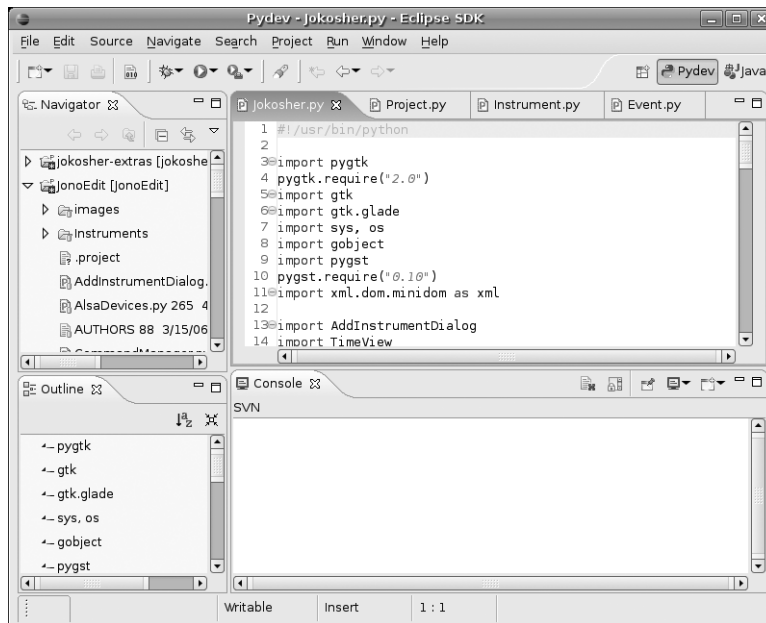 Pydev - Jokosher.py - Eclipse SDK
File Edit Source Navigate Search Project Run Window Help
Pydev Java
Navigator
jokosher-extras [jokoshe
JonoEdit [JonoEdit]
images
Instruments
.project
AddInstrumentDialog.
AlsaDevices.py 265 4
AUTHORS 88 3/15/06
Jokosher.py Project.py Instrument.py Event.py
1 #!/usr/bin/python
2
3 import pygtk
4 pygtk.require("2.0")
5 import gtk
6 import gtk.glade
7 import sys, os
8 import gobject
9 import pygst
10 pygst.require("0.10")
11 import xml.dom.minidom as xml
12
13 import AddInstrumentDialog
14 import TimeView
Outline
pygtk
gtk
gtk.glade
sys, os
gobject
pygst
Console
SVN
Writable Insert 1 : 1